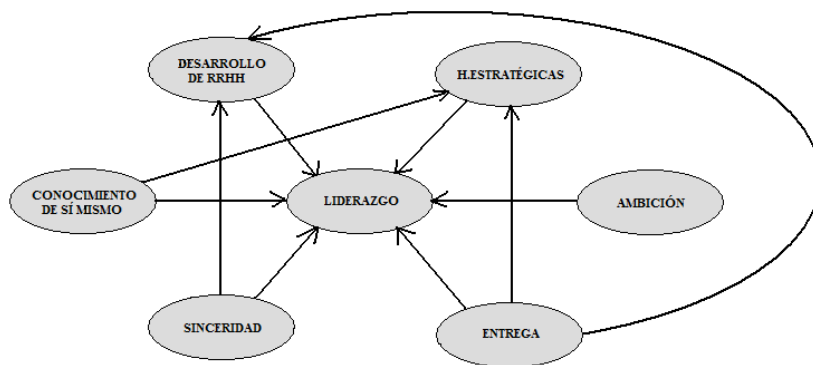 DESARROLLO
DE RRHH
H.ESTRATÉGICAS
CONOCIMIENTO
DE SÍ MISMO
LIDERAZGO
AMBICIÓN
SINCERIDAD
ENTREGA